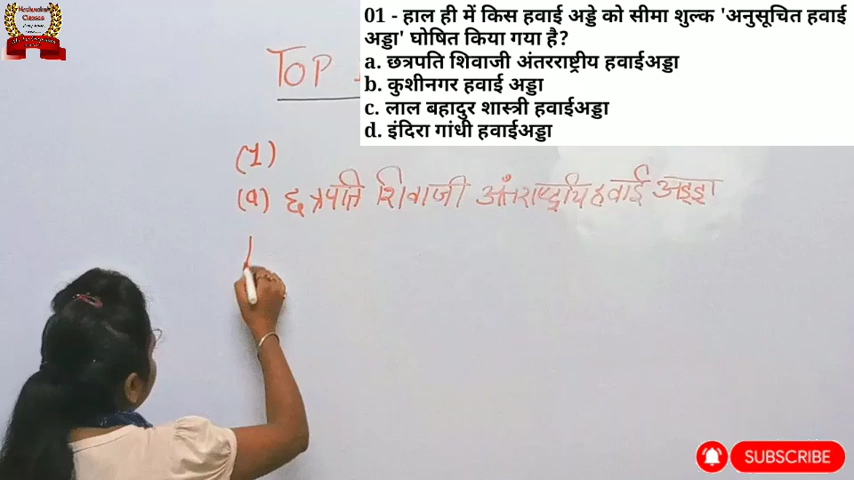 01 - हाल ही में किस हवाई अड्डे को सीमा शुल्क 'अनुसूचित हवाई
अड्डा' घोषित किया गया है?
a. छत्रपति शिवाजी अंतरराष्ट्रीय हवाईअड्डा
b. कुशीनगर हवाई अड्डा
c. लाल बहादुर शास्त्री हवाईअड्डा
d. इंदिरा गांधी हवाईअड्डा
TOP
(1)
(a) छत्रपति शिवाजी अंतराष्ट्रीय हवाई अड्डा
SUBSCRIBE